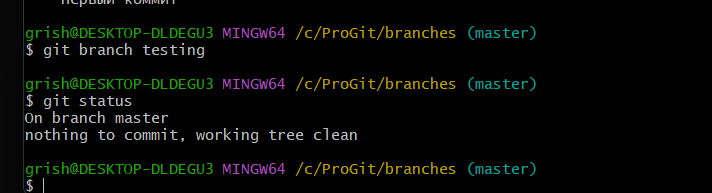 первый коммит
grish@DESKTOP-DLDEGU3 MINGW64 /c/ProGit/branches (master)
$ git branch testing
grish@DESKTOP-DLDEGU3 MINGW64 /c/ProGit/branches (master)
$ git status
On branch master
nothing to commit, working tree clean
grish@DESKTOP-DLDEGU3 MINGW64 /c/ProGit/branches (master)
$